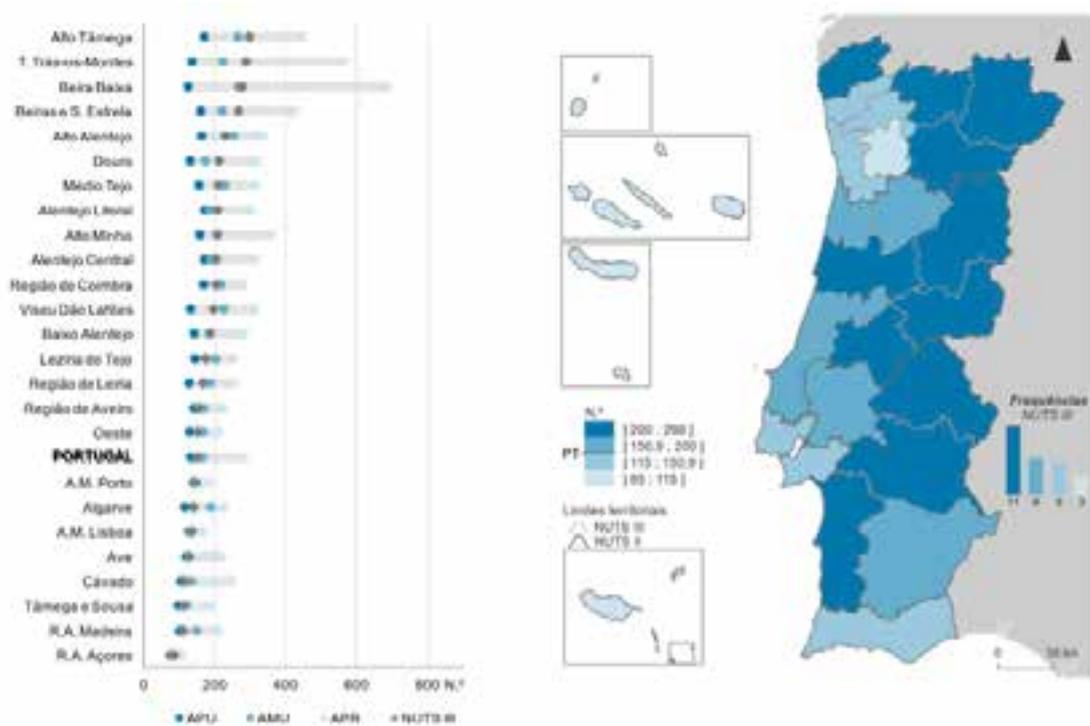 Alto Tâmega
T. Trás-os-Montes
Beira Baixa
Beiras e S. Estrela
Alto Alentejo
Douro
Médio Tejo
Alentejo Litoral
Alto Minho
Alentejo Central
Região de Coimbra
Viseu Dão Lafões
Baixo Alentejo
Lezíria do Tejo
Região de Leiria
Região de Aveiro
Oeste
PORTUGAL
A.M. Porto
Algarve
A.M. Lisboa
Ave
Cávado
Tâmega e Sousa
R.A. Madeira
R.A. Açores
0 200 400 600 800 N.º
APU AMU APR NUTS III
N.º
] 200 ;
] 150,9 ; 200 ]
] 115 ; 150,9 ]
PT
Limites territoriais
NUTS III
NUTS II
Frequências
NUTS III
11
0 50 km